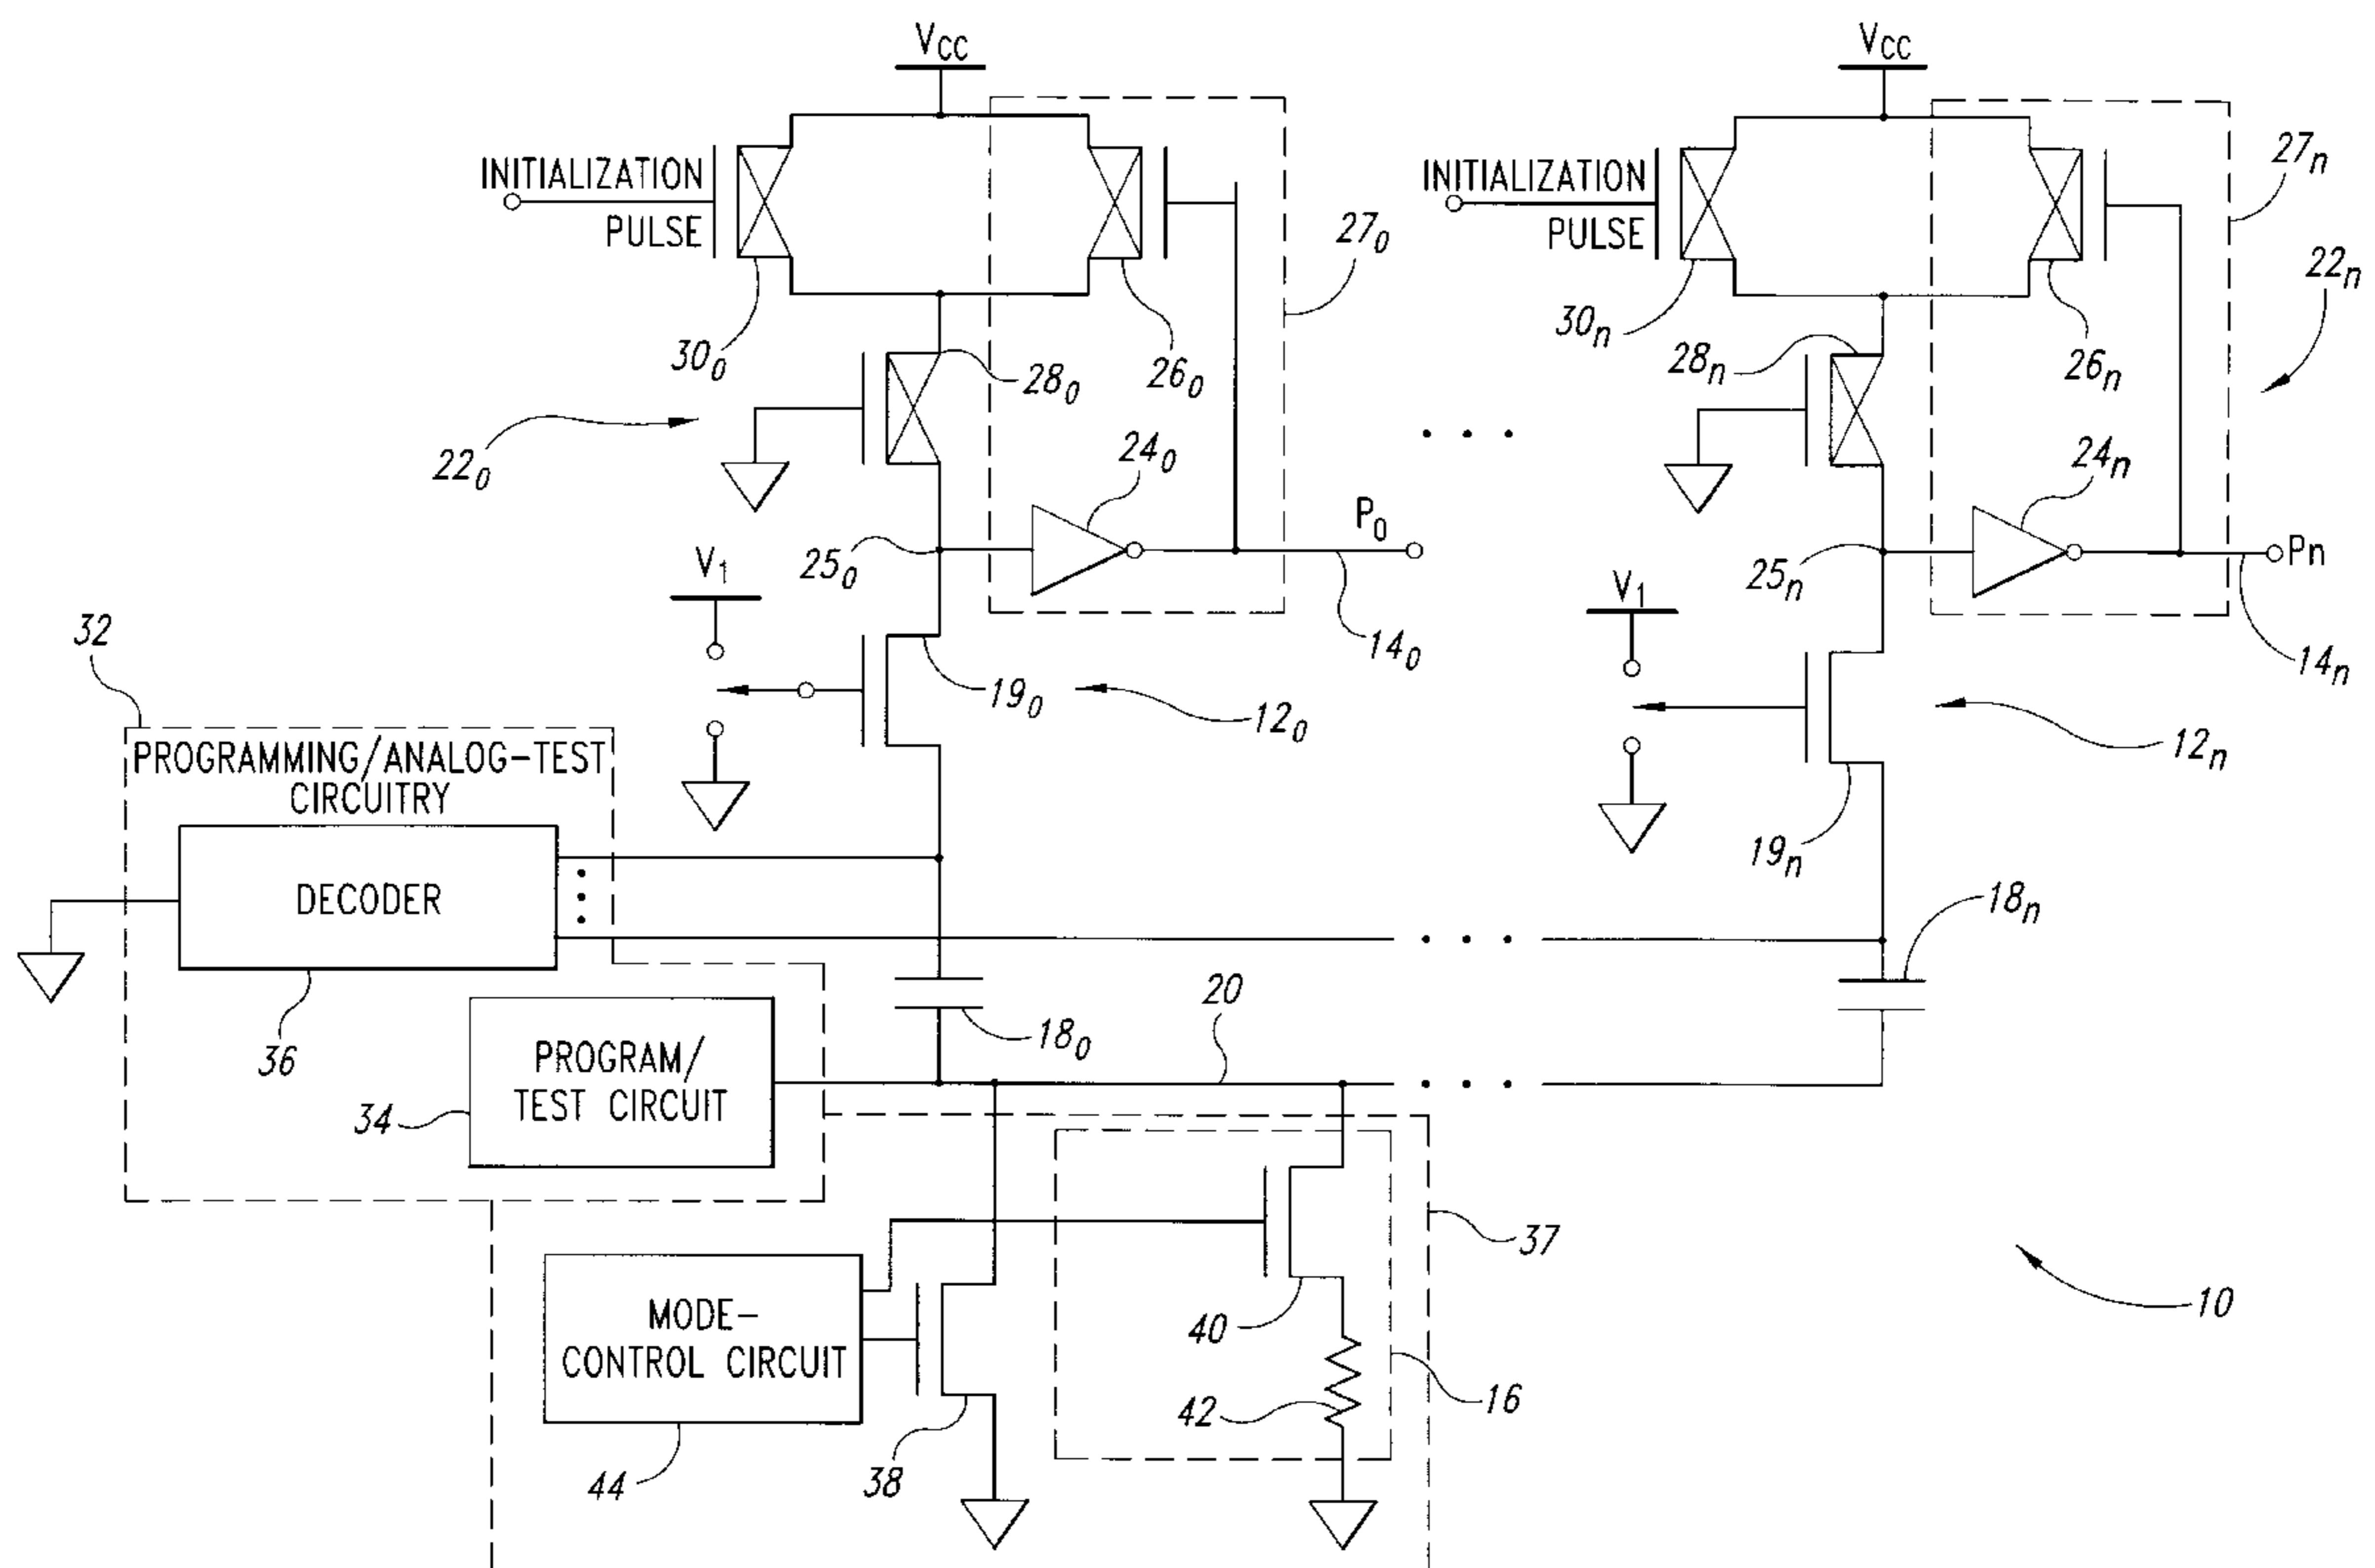 VCC
VCC
INITIALIZATION
PULSE
INITIALIZATION
PULSE
27n
27₀
22n
30₀
28₀
26₀
30n
28n
26n
22₀
24₀
24n
P₀
Pn
25₀
25n
V₁
V₁
32
14₀
14n
19₀
12₀
12n
PROGRAMMING/ANALOG-TEST
CIRCUITRY
19n
DECODER
18n
20
36
18₀
PROGRAM/
TEST CIRCUIT
34
37
10
MODE-
CONTROL CIRCUIT
40
42
16
44
38